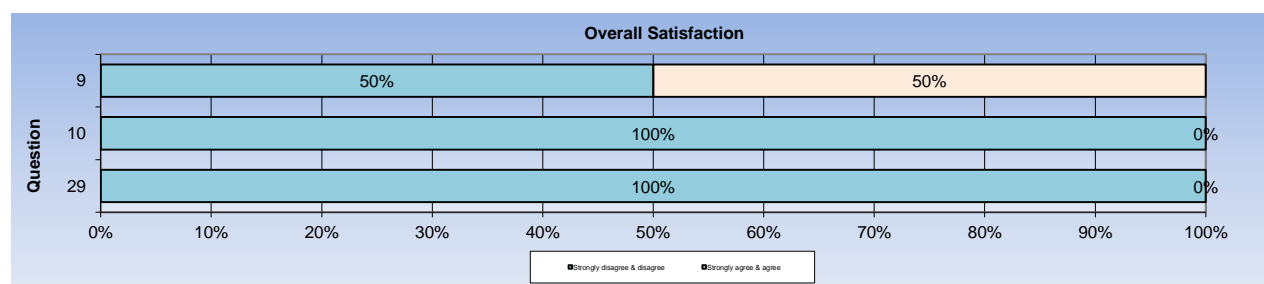 Overall Satisfaction
9 50% 50%
10 100% 0%
Question
29 100% 0%
0% 10% 20% 30% 40% 50% 60% 70% 80% 90% 100%
Strongly disagree & disagree Strongly agree & agree